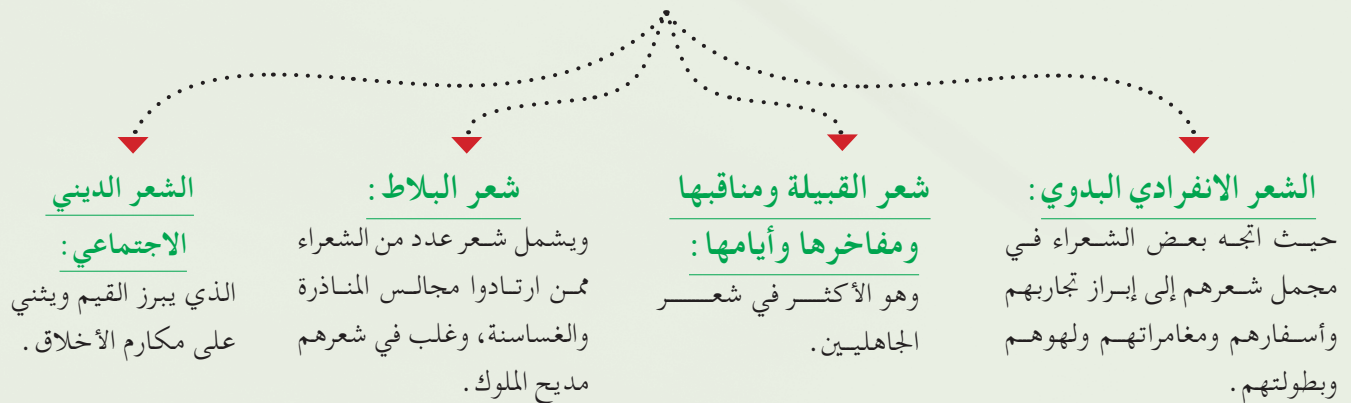 الشعر الانفرادي البدوي:
حيث اتجه بعض الشعراء في
مجمل شعرهم إلى إبراز تجاربهم
وأسفارهم ومغامراتهم ولهوهم
وبطولتهم.
شعر القبيلة ومناقبها
ومفاخرها وأيامها:
وهو الأكثر في شعر
الجاهليين.
شعر البلاط:
ويشمل شعر عدد من الشعراء
ممن ارتادوا مجالس المناذرة
والغساسنة، وغلب في شعرهم
مديح الملوك.
الشعر الديني
الاجتماعي:
الذي يبرز القيم ويثني
على مكارم الأخلاق.